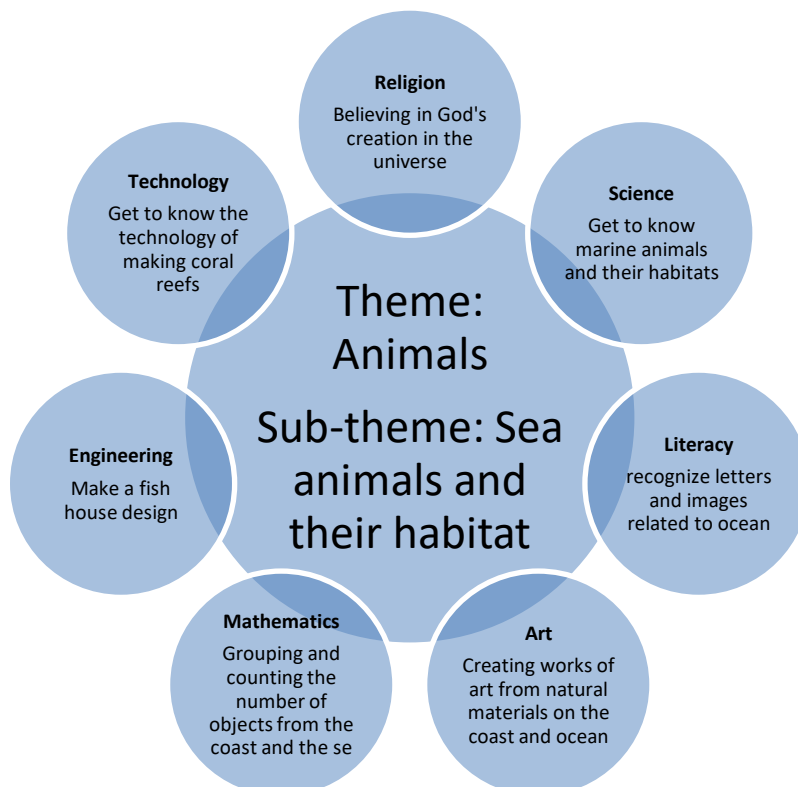 Religion
Believing in God's
creation in the
universe
Technology
Get to know the
technology of
making coral
reefs
Science
Get to know
marine animals
and their habitats
Theme:
Animals
Sub-theme: Sea
animals and
their habitat
Engineering
Make a fish
house design
Literacy
recognize letters
and images
related to ocean
Mathematics
Grouping and
counting the
number of
objects from the
coast and the se
Art
Creating works of
art from natural
materials on the
coast and ocean